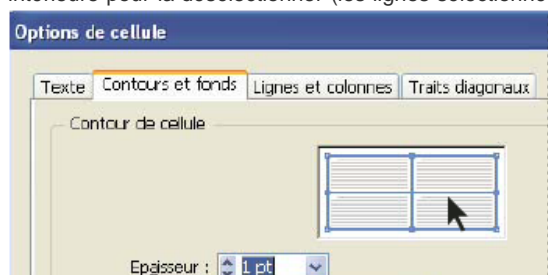 Options de cellule
Texte Contours et fonds Lignes et colonnes Traits diagonaux
Contour de cellule
Epaisseur : 1 pt